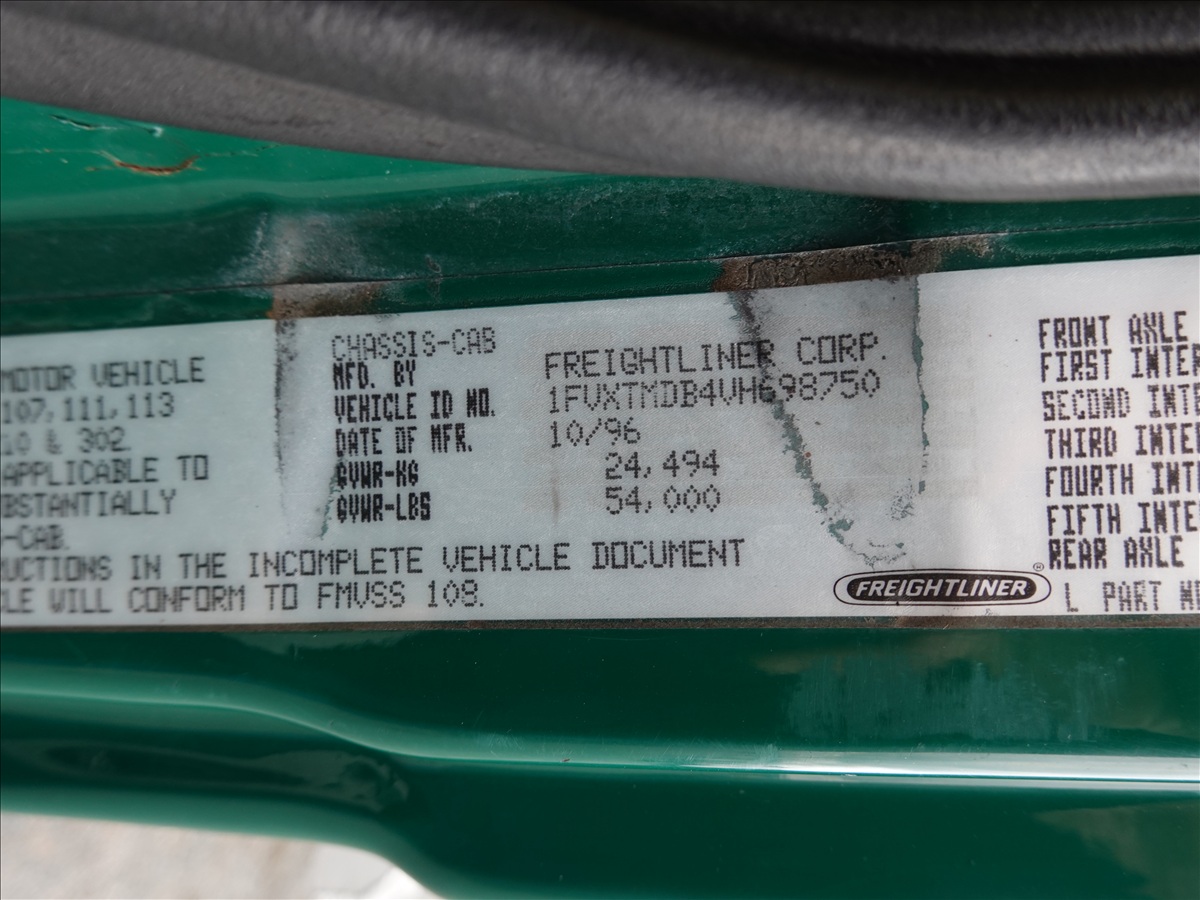 MOTOR VEHICLE
107,111,113
10 & 302
APPLICABLE TO
BSTANTIALLY
-CAB.
UCTIONS IN THE INCOMPLETE VEHICLE DOCUMENT
LE WILL CONFORM TO FMVSS 108.
CHASSIS-CAB
MFD. BY FREIGHTLINER CORP.
VEHICLE ID NO. 1FVXTMDB4VH698750
DATE OF MFR. 10/96
GVWR-KG 24,494
GVWR-LBS 54,000
FREIGHTLINER®
FRONT AXLE
FIRST INTER
SECOND INTE
THIRD INTER
FOURTH INTE
FIFTH INTE
REAR AXLE
L PART